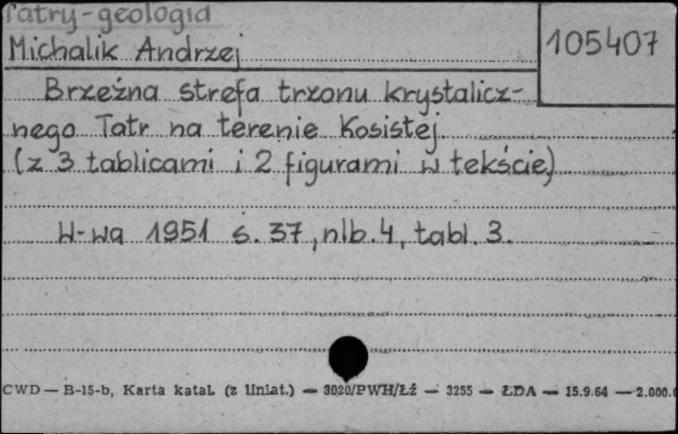 Tatry-geologia
Michalik Andrzej
105407
Brzeżna strefa trzonu krystalicz-
nego Tatr na terenie Kosistej
(z 3 tablicami i 2 figurami w tekście)
W-wa 1951 s. 37, nlb. 4, tabl. 3.
CWD — B-15-b, Karta katal. (z liniat.) — 3020/PWH/Łź — 3255 — ŁDA — 15.9.64 — 2.000.